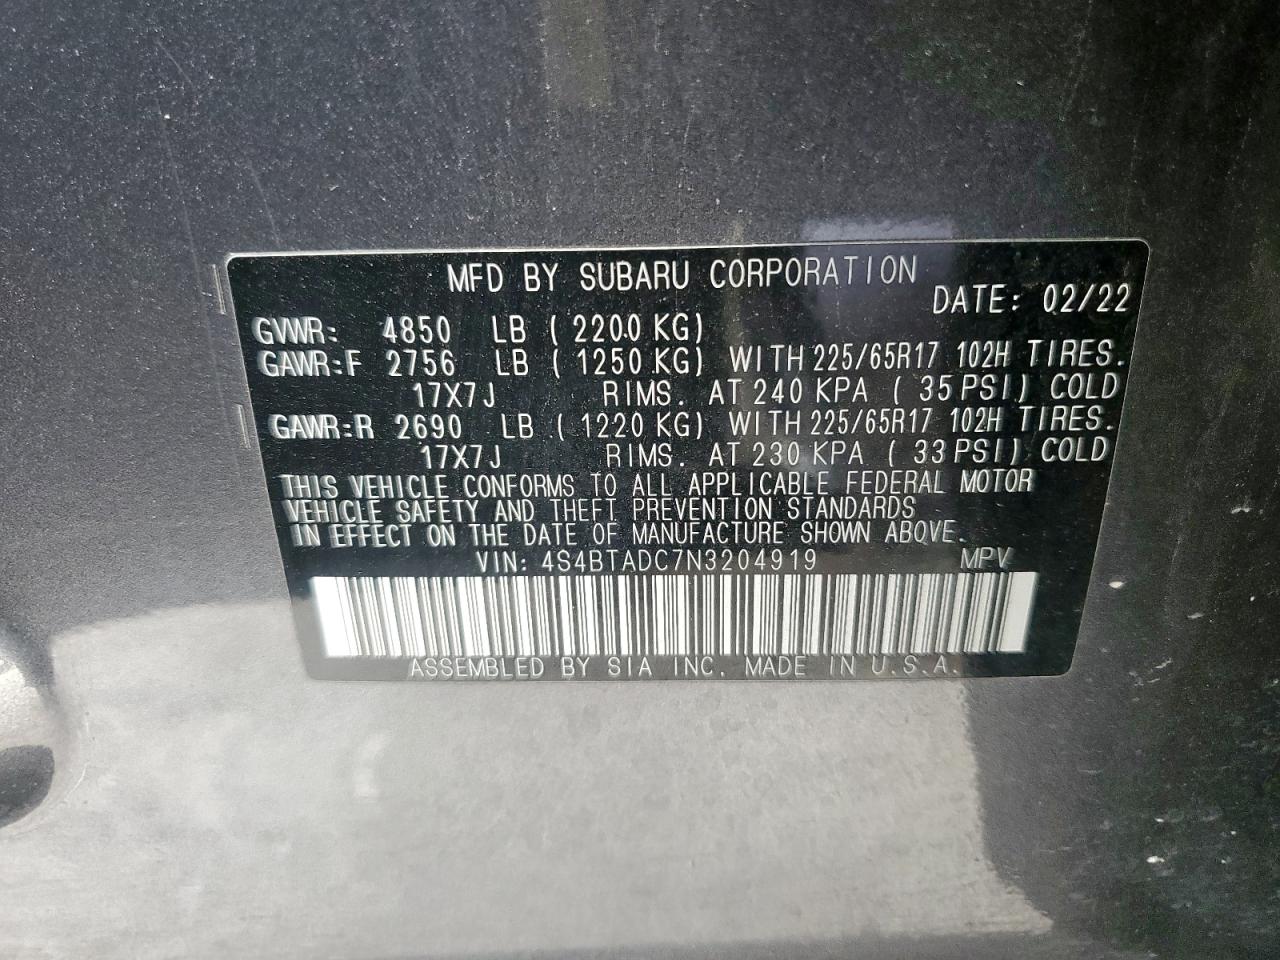 MFD BY SUBARU CORPORATION
DATE: 02/22
GVWR: 4850 LB ( 2200 KG)
GAWR:F 2756 LB ( 1250 KG) WITH 225/65R17 102H TIRES.
17X7J RIMS. AT 240 KPA ( 35 PSI) COLD
GAWR:R 2690 LB ( 1220 KG) WITH 225/65R17 102H TIRES.
17X7J RIMS. AT 230 KPA ( 33 PSI) COLD
THIS VEHICLE CONFORMS TO ALL APPLICABLE FEDERAL MOTOR
VEHICLE SAFETY AND THEFT PREVENTION STANDARDS
IN EFFECT ON THE DATE OF MANUFACTURE SHOWN ABOVE.
VIN: 4S4BTADC7N3204919 MPV
ASSEMBLED BY SIA INC. MADE IN U.S.A.